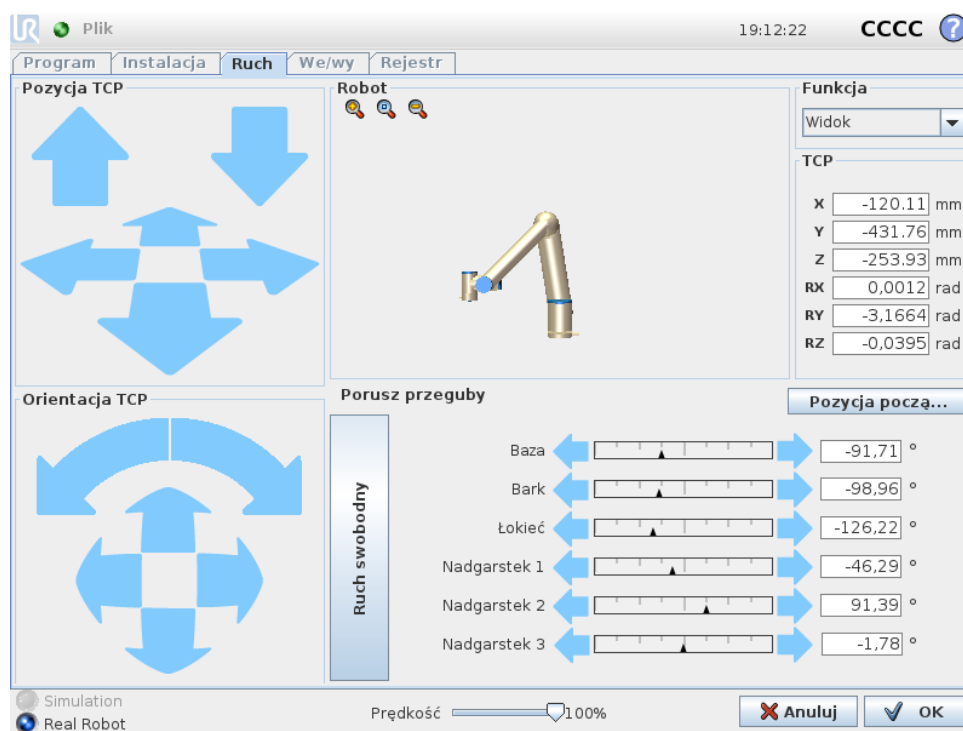 UR Plik 19:12:22 CCCC ?
Program Instalacja Ruch We/wy Rejestr
Pozycja TCP
Robot
Funkcja
Widok
TCP
X -120.11 mm
Y -431.76 mm
Z -253.93 mm
RX 0,0012 rad
RY -3,1664 rad
RZ -0,0395 rad
Orientacja TCP
Porusz przeguby
Pozycja począ...
Ruch swobodny
Baza -91,71 °
Bark -98,96 °
Łokieć -126,22 °
Nadgarstek 1 -46,29 °
Nadgarstek 2 91,39 °
Nadgarstek 3 -1,78 °
Simulation
Real Robot
Prędkość 100%
Anuluj OK